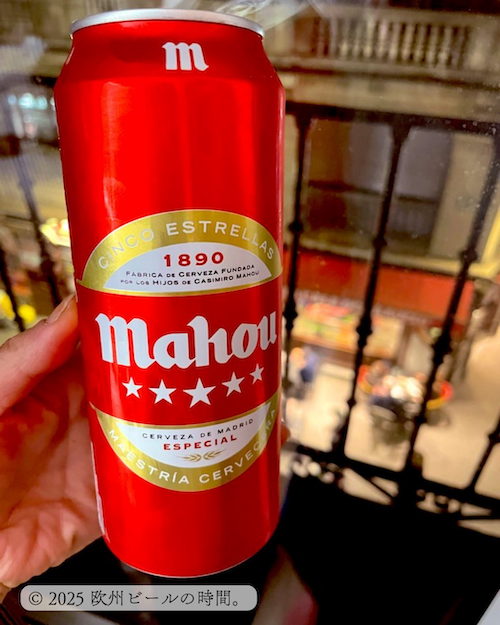 m
CINCO ESTRELLAS
1890
FÁBRICA DE CERVEZA FUNDADA
POR LOS HIJOS DE CASIMIRO MAHOU
mahou
CERVEZA DE MADRID
ESPECIAL
MAESTRÍA CERVECERA
© 2025 欧州ビールの時間。